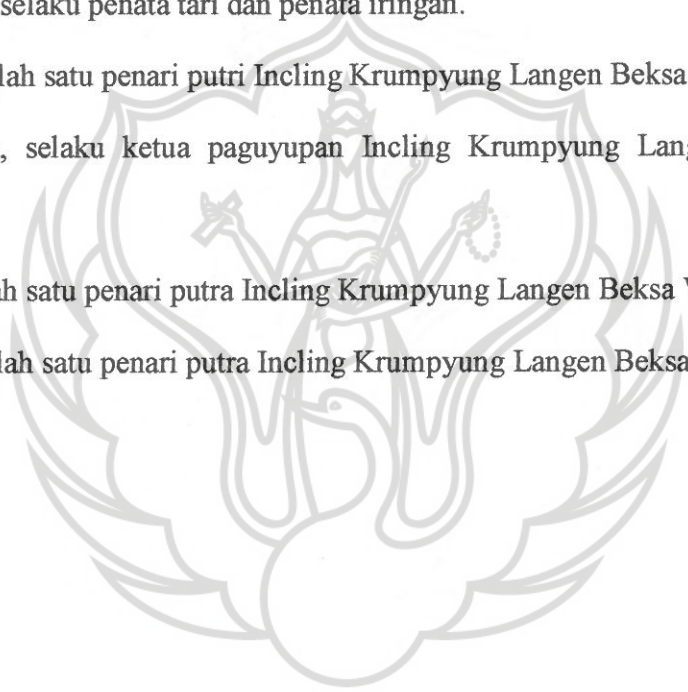 selaku penata tari dan penata iringan.
lah satu penari putri Incling Krumpyung Langen Beksa
, selaku ketua paguyupan Incling Krumpyung
satu penari putra Incling Krumpyung Langen Beksa
lah satu penari putra Incling Krumpyung Langen Beksa